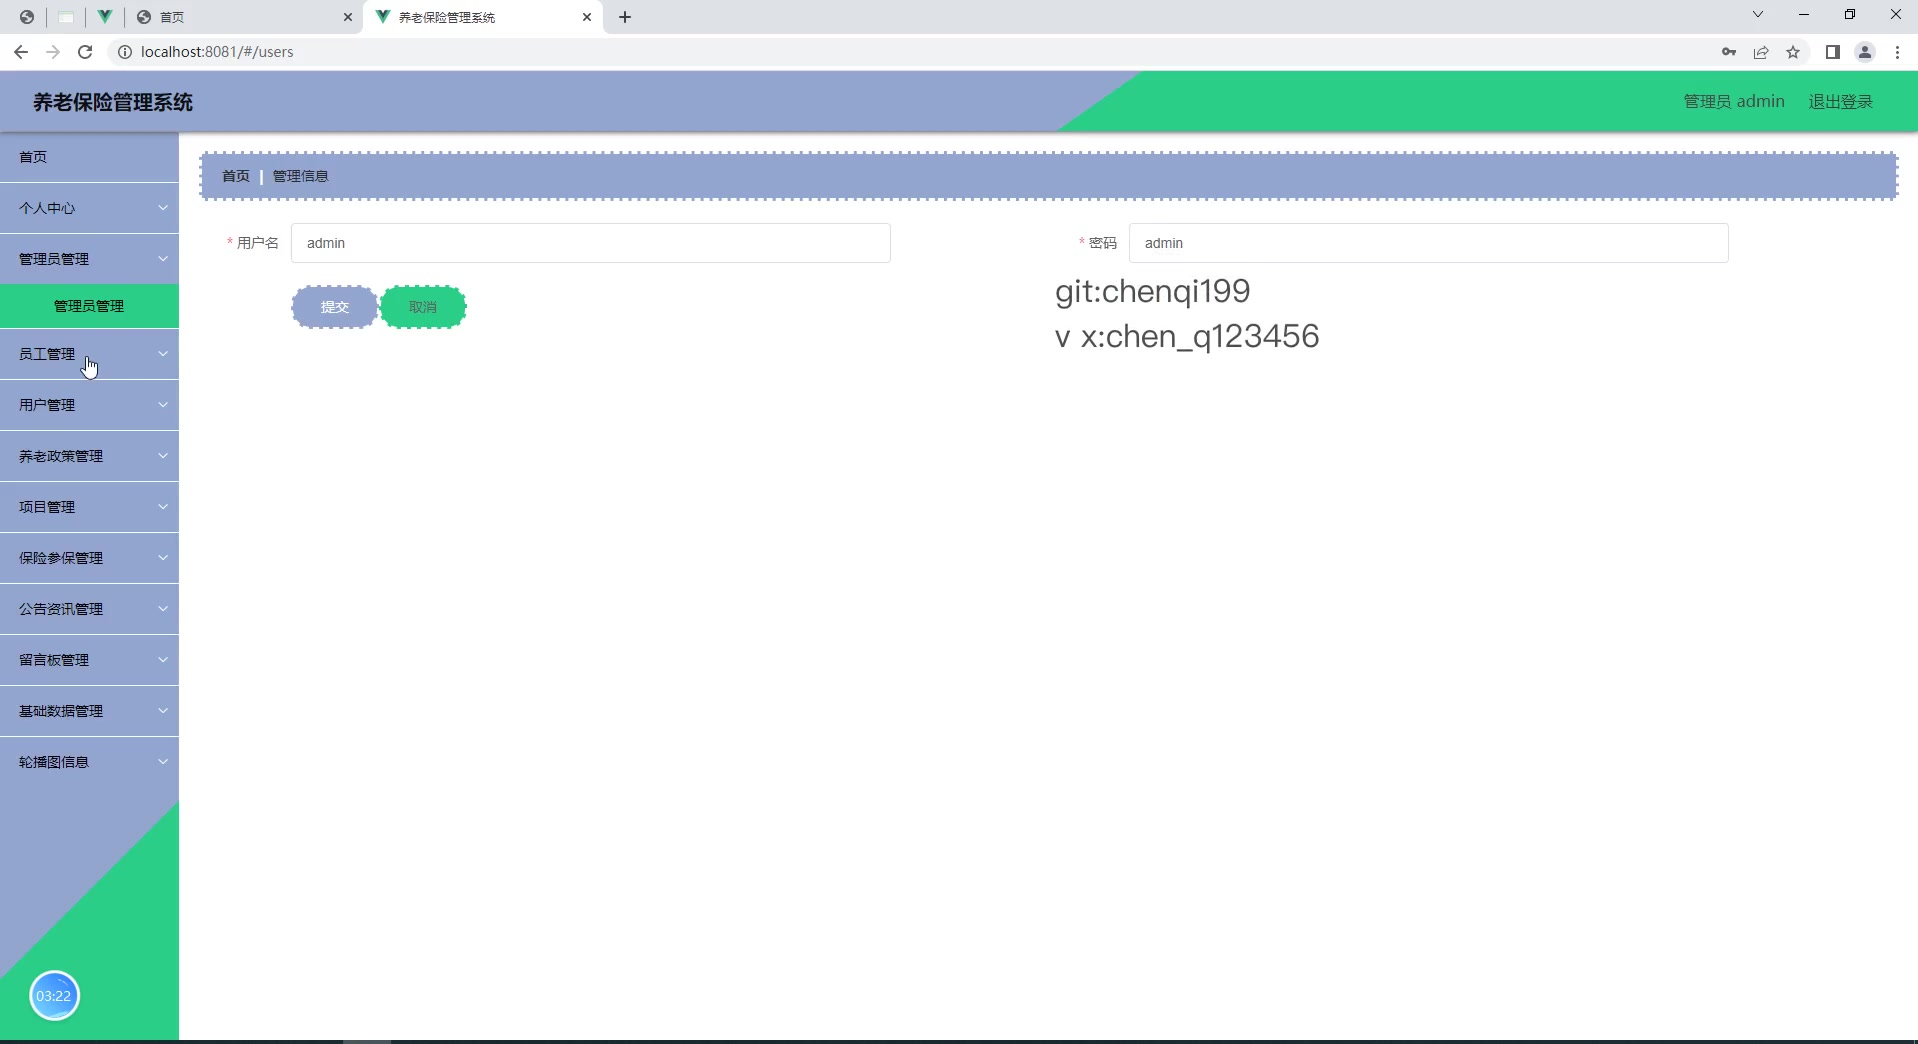 首页
养老保险管理系统
localhost:8081/#/users
养老保险管理系统
管理员 admin 退出登录
首页
个人中心
管理员管理
管理员管理
员工管理
用户管理
养老政策管理
项目管理
保险参保管理
公告资讯管理
留言板管理
基础数据管理
轮播图信息
03:22
首页 | 管理信息
* 用户名 admin
* 密码 admin
提交 取消
git:chenqi199
v x:chen_q123456